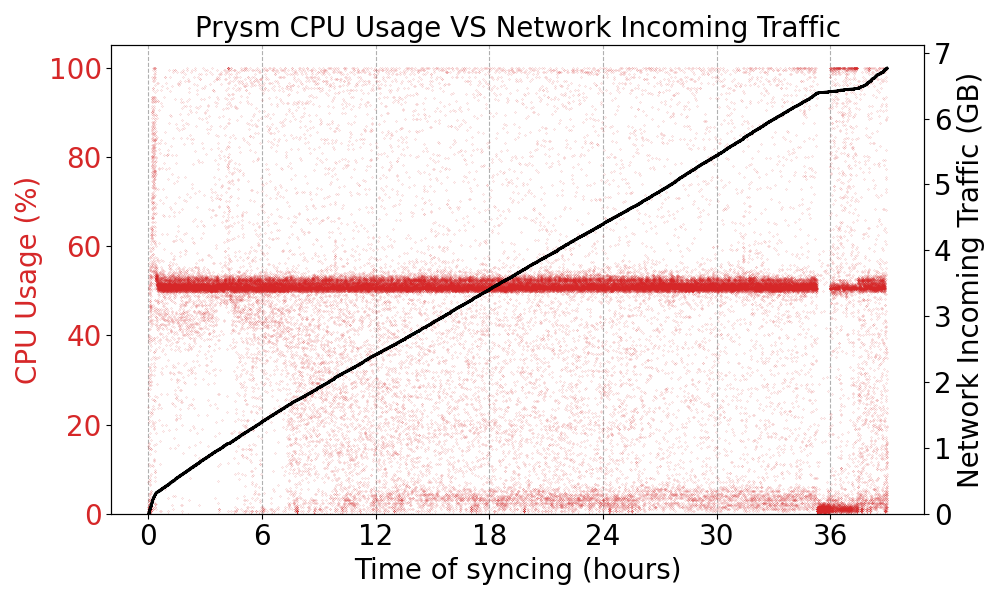 Prysm CPU Usage VS Network Incoming Traffic
CPU Usage (%)
100
80
60
40
20
0
7
6
5
4
3
2
1
0
Network Incoming Traffic (GB)
0 6 12 18 24 30 36
Time of syncing (hours)